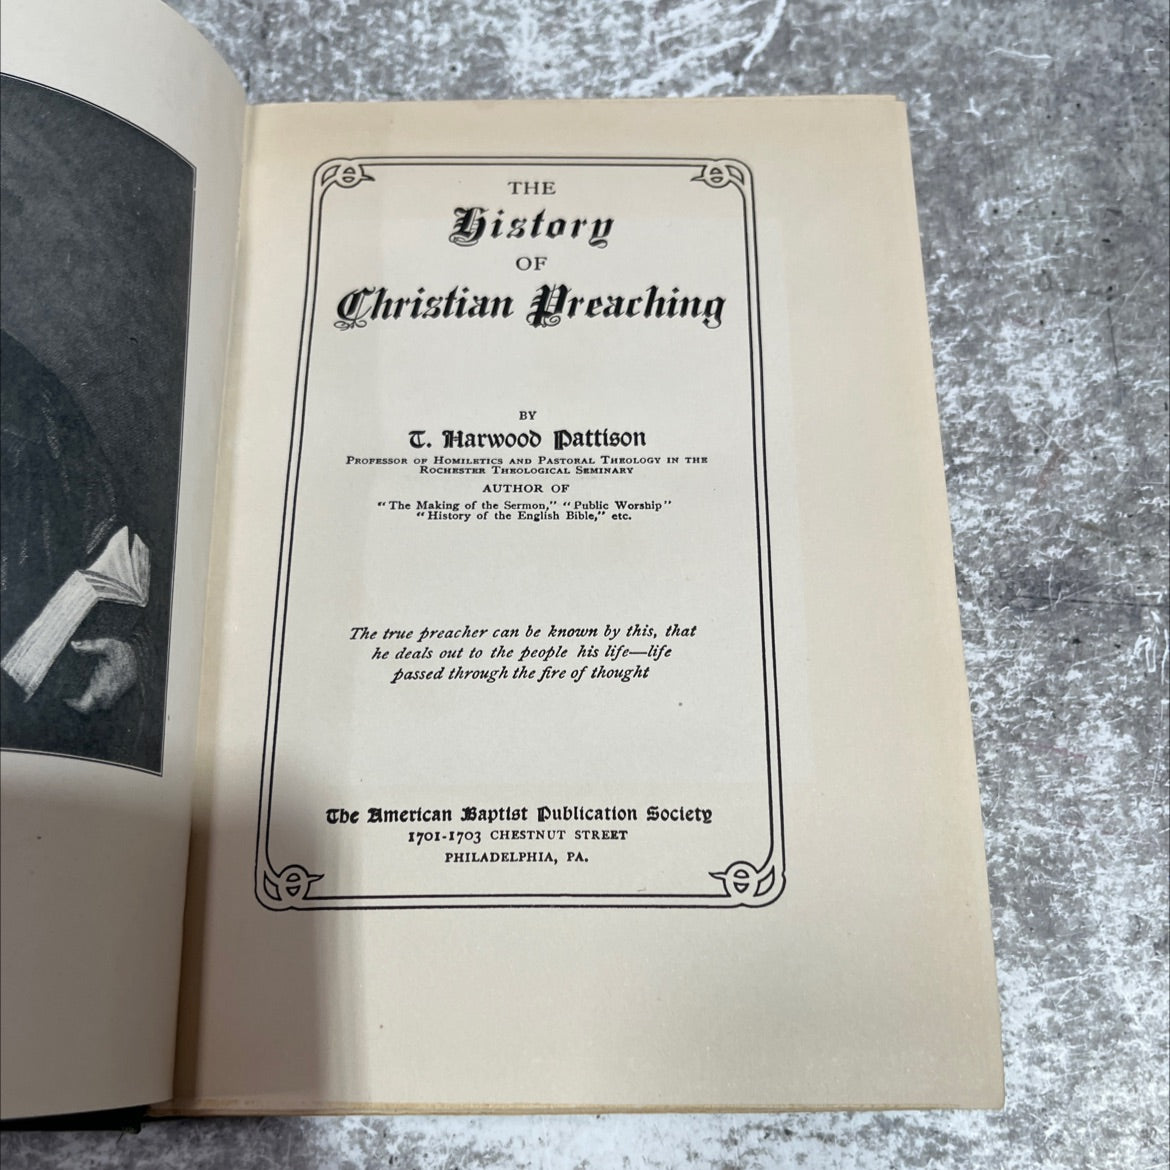 THE
History
OF
Christian Preaching
BY
T. Harwood Pattison
PROFESSOR OF HOMILETICS AND PASTORAL THEOLOGY IN THE
ROCHESTER THEOLOGICAL SEMINARY
AUTHOR OF
“The Making of the Sermon,” “Public Worship”
“History of the English Bible,” etc.
The true preacher can be known by this, that
he deals out to the people his life—life
passed through the fire of thought
The American Baptist Publication Society
1701-1703 CHESTNUT STREET
PHILADELPHIA, PA.